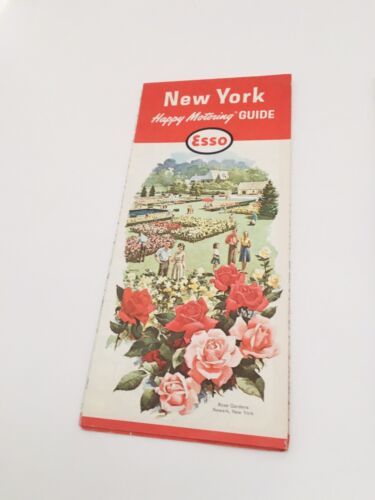 New York
Happy Motoring GUIDE
Esso
Rose Gardens
Newark, New York